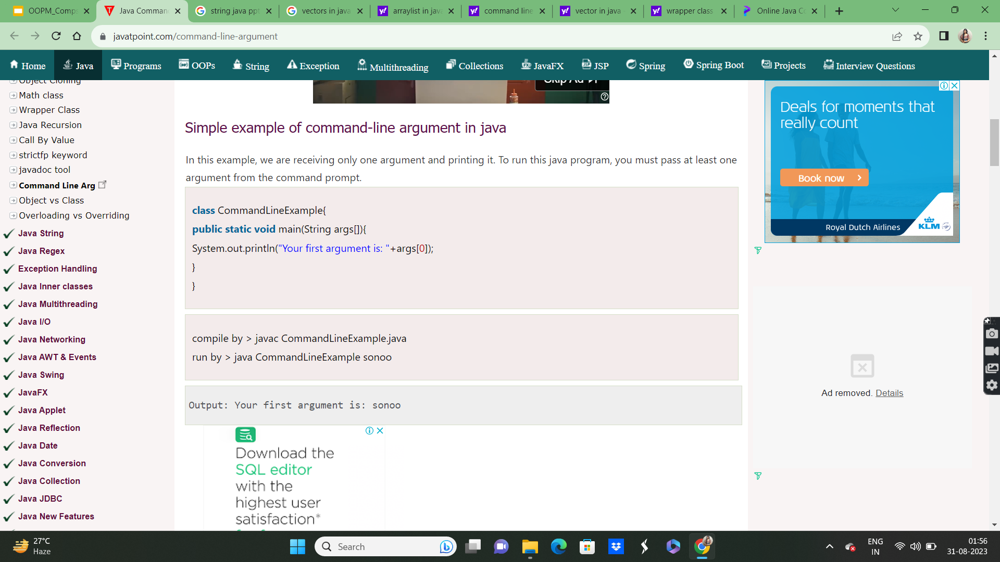 OOPM_Comps
Java Comman
string java ppt
vectors in java
arraylist in java
command line
vector in java
wrapper class
Online Java Co
javatpoint.com/command-line-argument
Home
Java
Programs
OOPs
String
Exception
Multithreading
Collections
JavaFX
JSP
Spring
Spring Boot
Projects
Interview Questions
Object Cloning
Math class
Wrapper Class
Java Recursion
Call By Value
strictfp keyword
javadoc tool
Command Line Arg
Object vs Class
Overloading vs Overriding
Java String
Java Regex
Exception Handling
Java Inner classes
Java Multithreading
Java I/O
Java Networking
Java AWT & Events
Java Swing
JavaFX
Java Applet
Java Reflection
Java Date
Java Conversion
Java Collection
Java JDBC
Java New Features
Skip Ad
Simple example of command-line argument in java
In this example, we are receiving only one argument and printing it. To run this java program, you must pass at least one
argument from the command prompt.
class CommandLineExample{
public static void main(String args[]){
System.out.println("Your first argument is: "+args[0]);
}
}
compile by > javac CommandLineExample.java
run by > java CommandLineExample sonoo
Output: Your first argument is: sonoo
Download the
SQL editor
with the
highest user
satisfaction*
Deals for moments that
really count
Book now
Royal Dutch Airlines
KLM
Ad removed. Details
27°C
Haze
Search
ENG
IN
01:56
31-08-2023